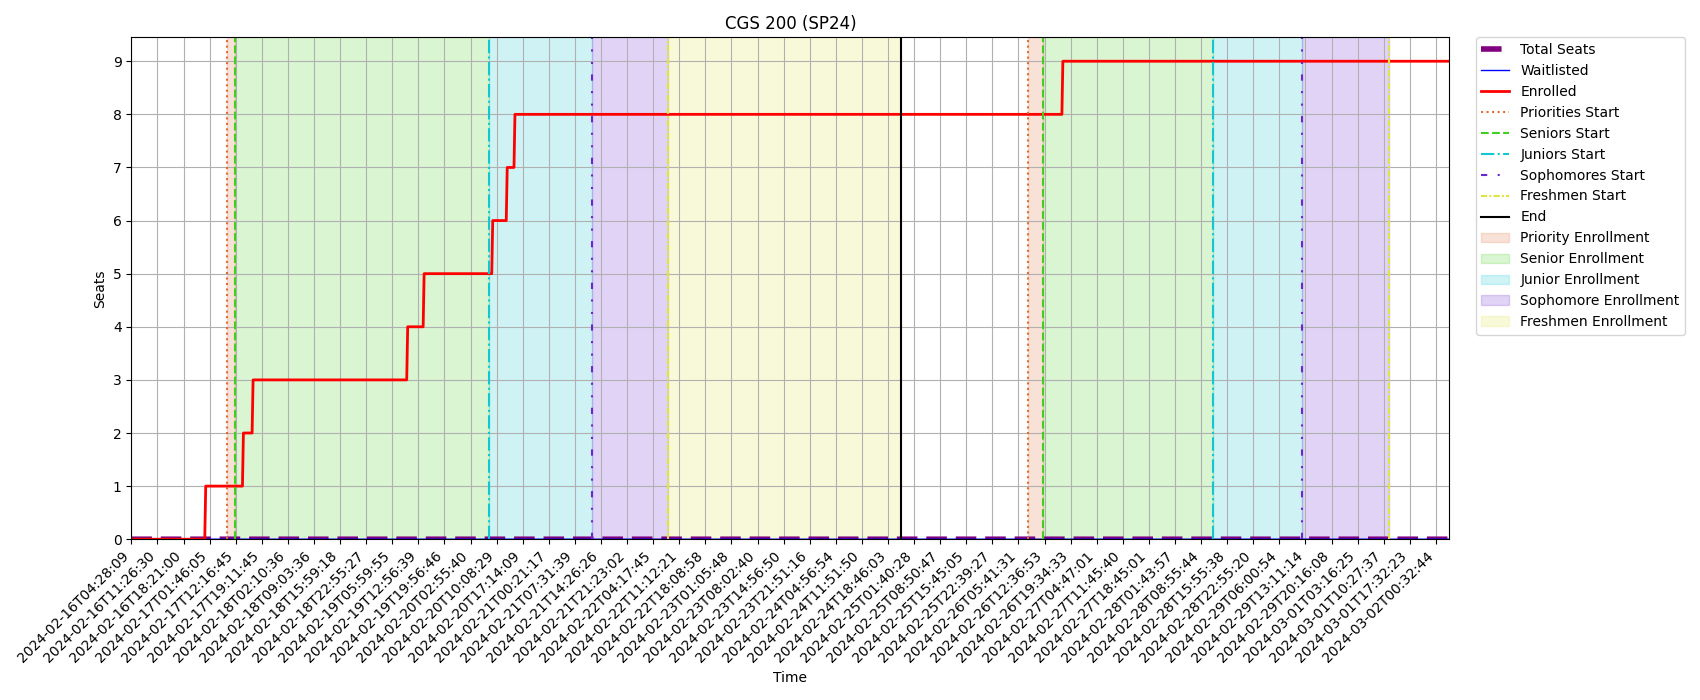 CGS 200 (SP24)
Seats
9
8
7
6
5
4
3
2
1
0
2024-02-16T04:28:09
2024-02-16T11:26:30
2024-02-16T18:21:00
2024-02-17T01:46:05
2024-02-17T12:16:45
2024-02-17T19:11:45
2024-02-18T02:10:36
2024-02-18T09:03:36
2024-02-18T15:59:18
2024-02-18T22:55:27
2024-02-19T05:59:55
2024-02-19T12:56:39
2024-02-19T19:56:46
2024-02-20T02:55:40
2024-02-20T10:08:29
2024-02-20T17:14:09
2024-02-21T00:21:17
2024-02-21T07:31:39
2024-02-21T14:26:26
2024-02-21T21:23:02
2024-02-22T04:17:45
2024-02-22T11:12:21
2024-02-22T18:08:58
2024-02-23T01:05:48
2024-02-23T08:02:40
2024-02-23T14:56:50
2024-02-23T21:51:16
2024-02-24T04:56:54
2024-02-24T11:51:50
2024-02-24T18:46:03
2024-02-25T01:40:28
2024-02-25T08:50:47
2024-02-25T15:45:05
2024-02-25T22:39:27
2024-02-26T05:41:31
2024-02-26T12:36:53
2024-02-26T19:34:33
2024-02-27T04:47:01
2024-02-27T11:45:40
2024-02-27T18:45:01
2024-02-28T01:43:57
2024-02-28T08:55:44
2024-02-28T15:55:38
2024-02-28T22:55:20
2024-02-29T06:00:54
2024-02-29T13:11:14
2024-02-29T20:16:08
2024-03-01T03:16:25
2024-03-01T10:27:37
2024-03-01T17:32:23
2024-03-02T00:32:44
Time
Total Seats
Waitlisted
Enrolled
Priorities Start
Seniors Start
Juniors Start
Sophomores Start
Freshmen Start
End
Priority Enrollment
Senior Enrollment
Junior Enrollment
Sophomore Enrollment
Freshmen Enrollment